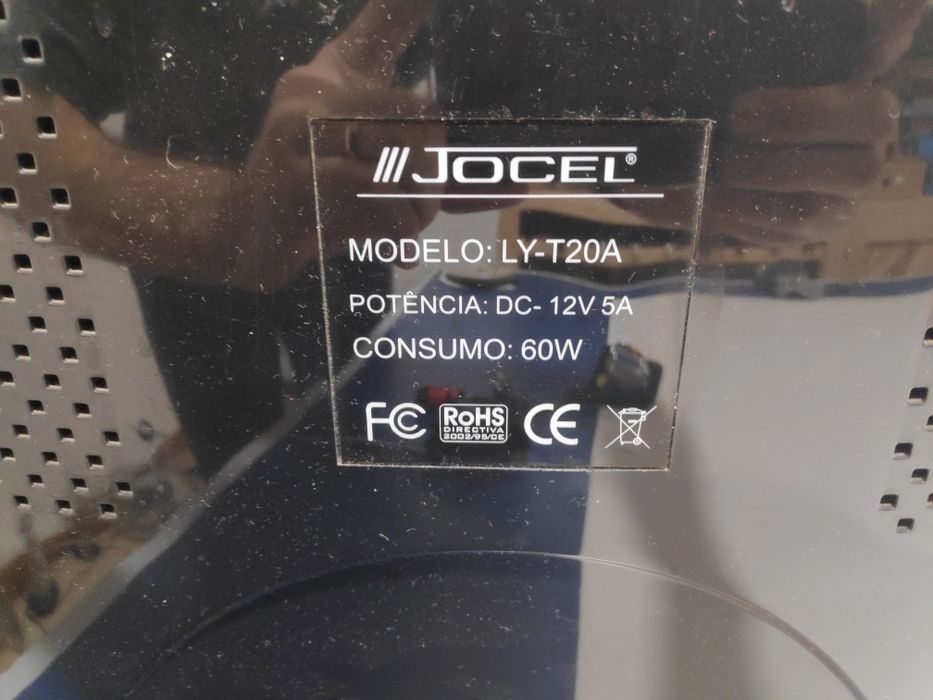 JOCEL®
MODELO: LY-T20A
POTÊNCIA: DC- 12V 5A
CONSUMO: 60W
FC RoHS CE
DIRECTIVA
2002/95/CE